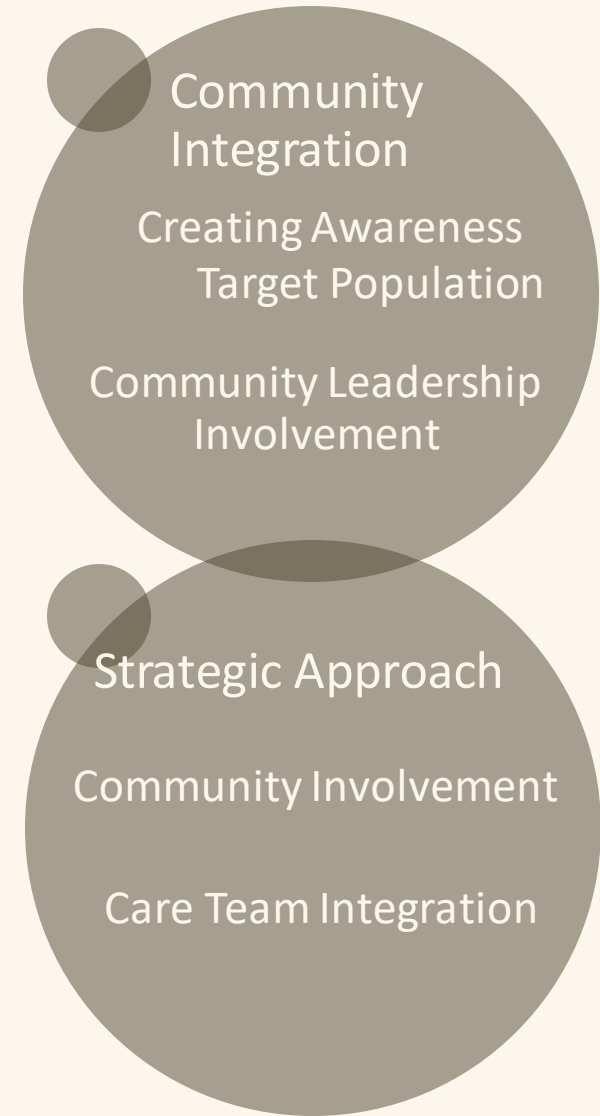 Community
Integration
Creating Awareness
Target Population
Community Leadership
Involvement
Strategic Approach
Community Involvement
Care Team Integration